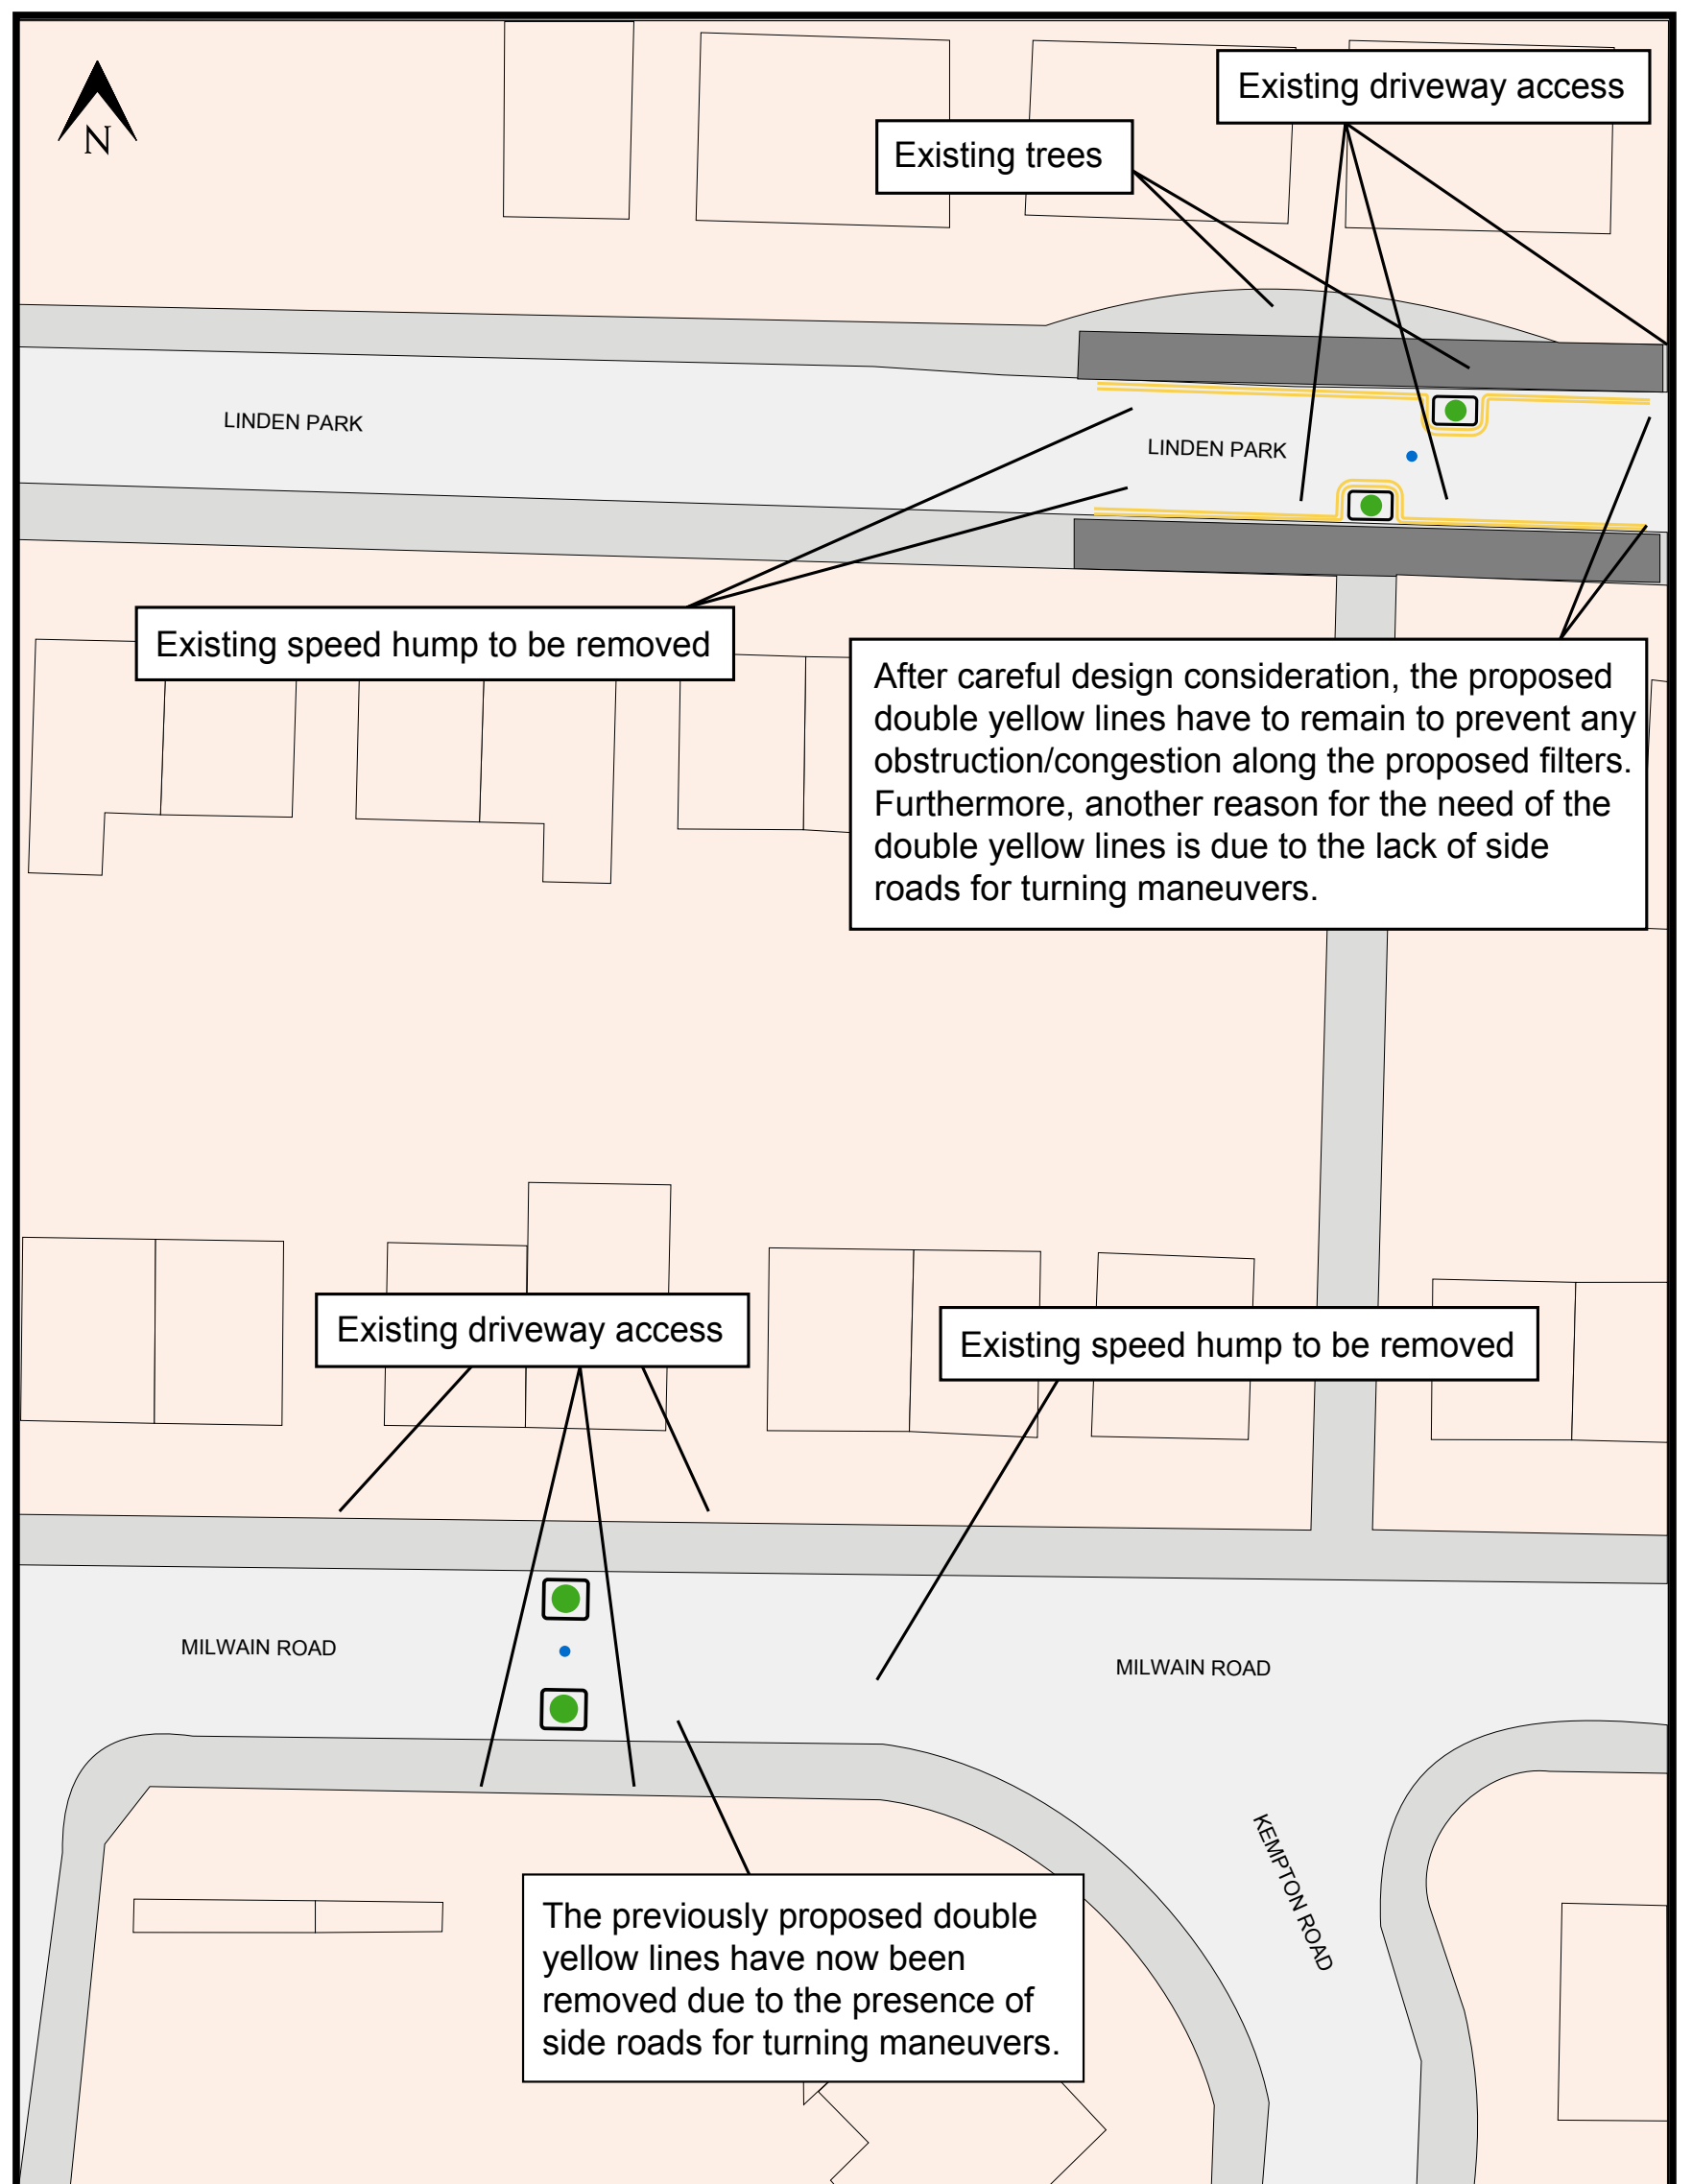 Existing driveway access
N
Existing trees
LINDEN PARK
LINDEN PARK
Existing speed hump to be removed
After careful design consideration, the proposed
double yellow lines have to remain to prevent any
obstruction/congestion along the proposed filters.
Furthermore, another reason for the need of the
double yellow lines is due to the lack of side
roads for turning maneuvers.
Existing driveway access
Existing speed hump to be removed
MILWAIN ROAD
MILWAIN ROAD
KEMPTON ROAD
The previously proposed double
yellow lines have now been
removed due to the presence of
side roads for turning maneuvers.